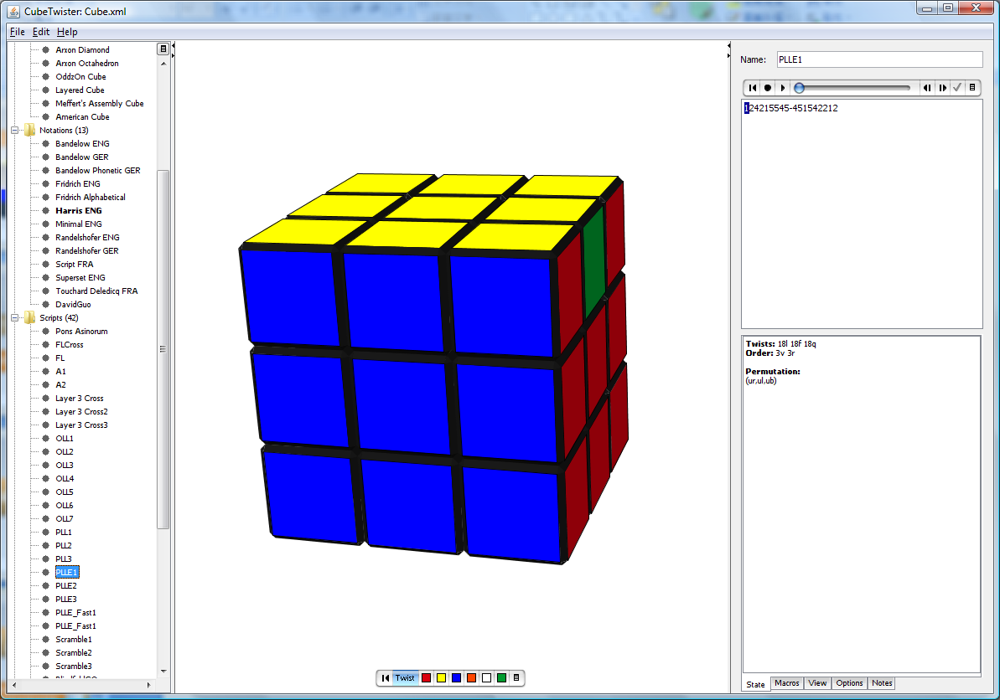 CubeTwister: Cube.xml
File Edit Help
Arxon Diamond
Arxon Octahedron
OddzOn Cube
Layered Cube
Meffert's Assembly Cube
American Cube
Notations (13)
Bandelow ENG
Bandelow GER
Bandelow Phonetic GER
Fridrich ENG
Fridrich Alphabetical
Harris ENG
Minimal ENG
Randelshofer ENG
Randelshofer GER
Script FRA
Superset ENG
Touchard Deledicq FRA
DavidGuo
Scripts (42)
Pons Asinorum
FLCross
FL
A1
A2
Layer 3 Cross
Layer 3 Cross2
Layer 3 Cross3
OLL1
OLL2
OLL3
OLL4
OLL5
OLL6
OLL7
PLL1
PLL2
PLL3
PLLE1
PLLE2
PLLE3
PLLE_Fast1
PLLE_Fast1
Scramble1
Scramble2
Scramble3
Twist
Name: PLLE1
124215545-451542212
Twists: 18l 18f 18q
Order: 3v 3r
Permutation:
(ur,ul,ub)
State Macros View Options Notes